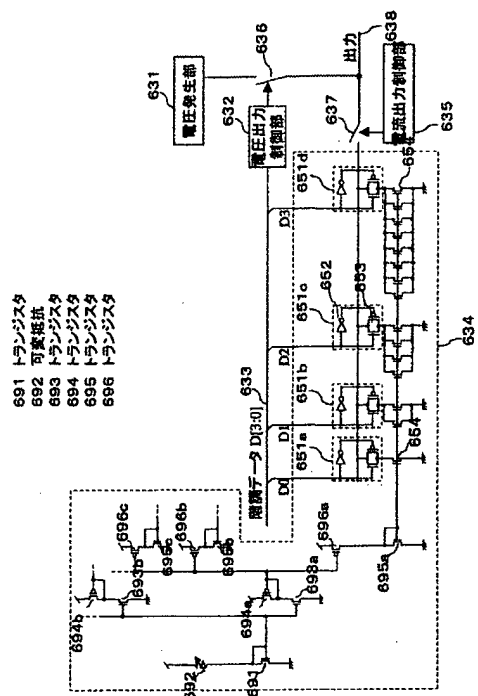 691 トランジスタ
692 可変抵抗
693 トランジスタ
694 トランジスタ
695 トランジスタ
696 トランジスタ
631
電圧発生部
636
632
電圧出力
制御部
出力
638
637
電流出力制御部
635
633
階調データ D[3:0]
D0
D1
D2
D3
651a
651b
651c
652
653
651d
654
654
634
696c
693b
695c
696b
695b
694b
694a
693a
696a
695a
692
691